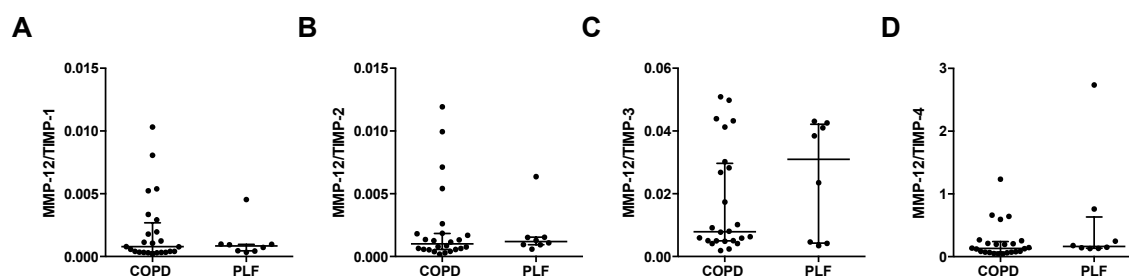 A
B
C
D
MMP-12/TIMP-1
0.015
0.010
0.005
0.000
COPD
PLF
MMP-12/TIMP-2
0.015
0.010
0.005
0.000
COPD
PLF
MMP-12/TIMP-3
0.06
0.04
0.02
0.00
COPD
PLF
MMP-12/TIMP-4
3
2
1
0
COPD
PLF